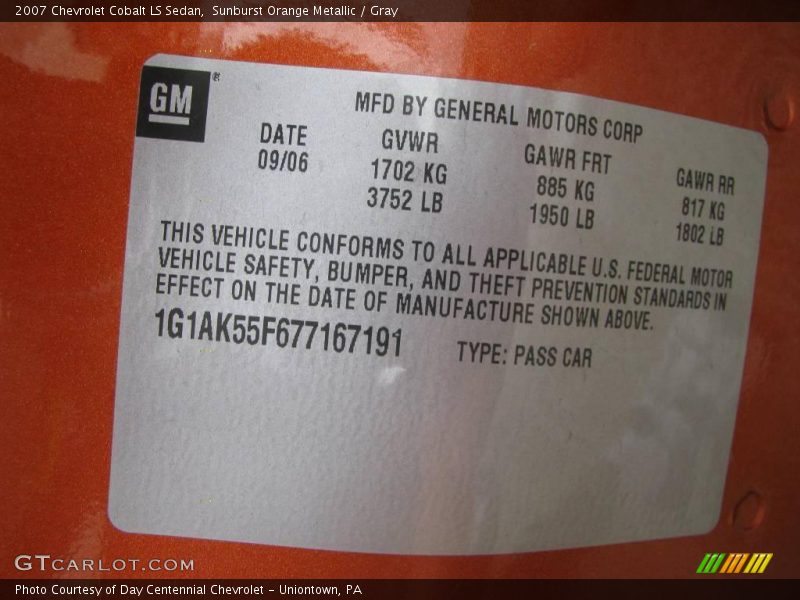 2007 Chevrolet Cobalt LS Sedan, Sunburst Orange Metallic / Gray
GM®
MFD BY GENERAL MOTORS CORP
DATE GVWR GAWR FRT GAWR RR
09/06 1702 KG 885 KG 817 KG
3752 LB 1950 LB 1802 LB
THIS VEHICLE CONFORMS TO ALL APPLICABLE U.S. FEDERAL MOTOR
VEHICLE SAFETY, BUMPER, AND THEFT PREVENTION STANDARDS IN
EFFECT ON THE DATE OF MANUFACTURE SHOWN ABOVE.
1G1AK55F677167191 TYPE: PASS CAR
GTCARLOT.COM
Photo Courtesy of Day Centennial Chevrolet - Uniontown, PA